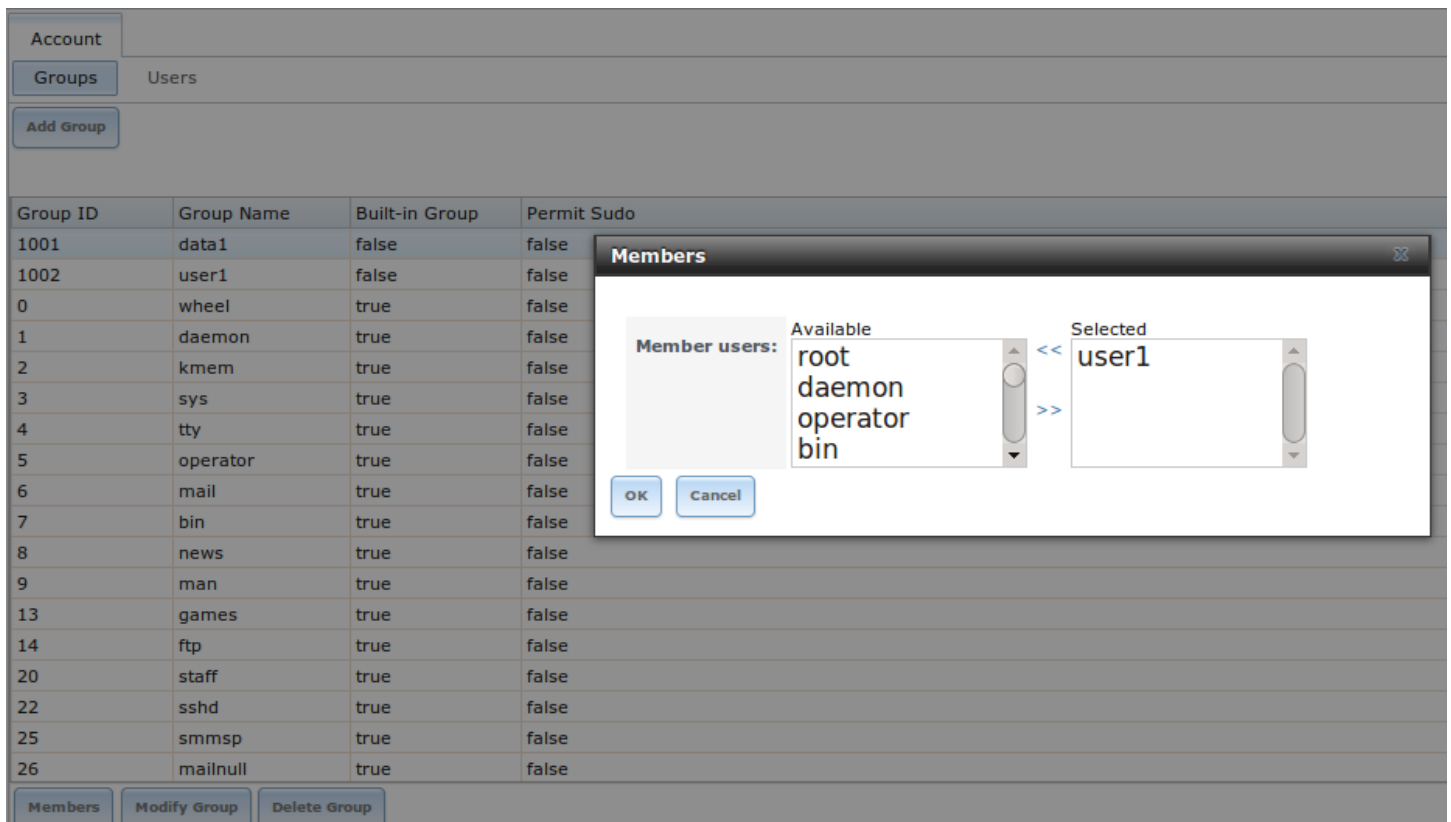 Account
Groups Users
Add Group
Group ID Group Name Built-in Group Permit Sudo
1001 data1 false false
1002 user1 false false
0 wheel true false
1 daemon true false
2 kmem true false
3 sys true false
4 tty true false
5 operator true false
6 mail true false
7 bin true false
8 news true false
9 man true false
13 games true false
14 ftp true false
20 staff true false
22 sshd true false
25 smmsp true false
26 mailnull true false
Members Modify Group Delete Group
Members
Member users:
Available
root
daemon
operator
bin
<<
>>
Selected
user1
OK Cancel